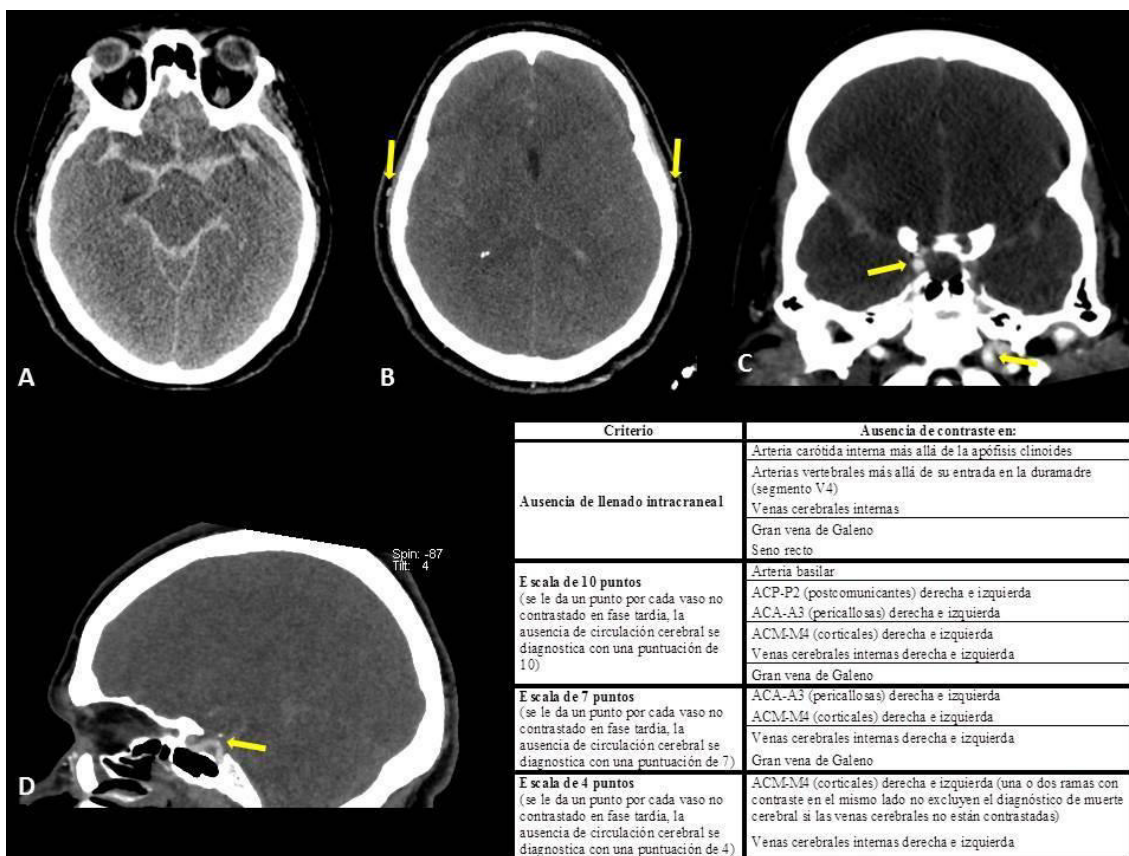 A
B
C
D
Spin: -87
Tilt: 4
Criterio
Ausencia de contraste en:
Ausencia de llenado intracraneal
Arteria carótida interna más allá de la apófisis clinoides
Arterias vertebrales más allá de su entrada en la duramadre
(segmento V4)
Venas cerebrales internas
Gran vena de Galeno
Seno recto
Escala de 10 puntos
(se le da un punto por cada vaso no
contrastado en fase tardía, la
ausencia de circulación cerebral se
diagnostica con una puntuación de
10)
Arteria basilar
ACP-P2 (postcomunicantes) derecha e izquierda
ACA-A3 (pericallosas) derecha e izquierda
ACM-M4 (corticales) derecha e izquierda
Venas cerebrales internas derecha e izquierda
Gran vena de Galeno
Escala de 7 puntos
(se le da un punto por cada vaso no
contrastado en fase tardía, la
ausencia de circulación cerebral se
diagnostica con una puntuación de 7)
ACA-A3 (pericallosas) derecha e izquierda
ACM-M4 (corticales) derecha e izquierda
Venas cerebrales internas derecha e izquierda
Gran vena de Galeno
Escala de 4 puntos
(se le da un punto por cada vaso no
contrastado en fase tardía, la
ausencia de circulación cerebral se
diagnostica con una puntuación de 4)
ACM-M4 (corticales) derecha e izquierda (una o dos ramas con
contraste en el mismo lado no excluyen el diagnóstico de muerte
cerebral si las venas cerebrales no están contrastadas)
Venas cerebrales internas derecha e izquierda